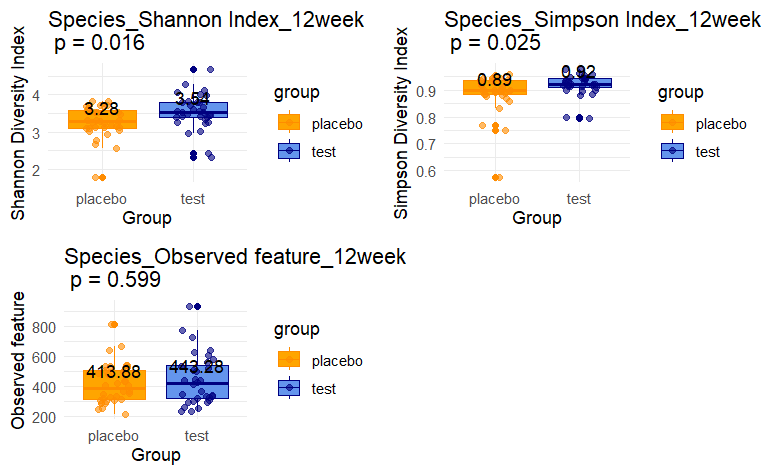 Species_Shannon Index_12week
p = 0.016
Shannon Diversity Index
4
3
2
3.28
3.54
placebo
test
Group
group
placebo
test
Species_Simpson Index_12week
p = 0.025
Simpson Diversity Index
0.9
0.8
0.7
0.6
0.89
0.92
placebo
test
Group
group
placebo
test
Species_Observed feature_12week
p = 0.599
Observed feature
800
600
400
200
413.88
443.28
placebo
test
Group
group
placebo
test